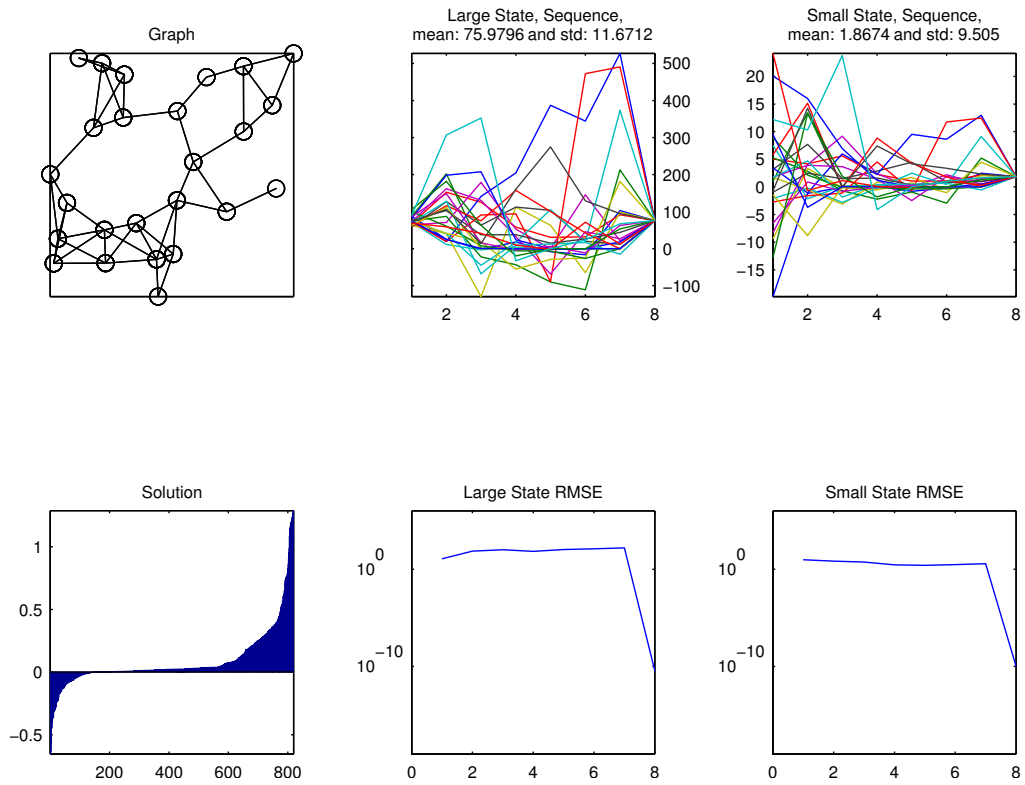 Graph
Large State, Sequence,
mean: 75.9796 and std: 11.6712
500
400
300
200
100
0
−100
2 4 6 8
Small State, Sequence,
mean: 1.8674 and std: 9.505
20
15
10
5
0
−5
−10
−15
2 4 6 8
Solution
1
0.5
0
−0.5
200 400 600 800
Large State RMSE
10^0
10^−10
0 2 4 6 8
Small State RMSE
10^0
10^−10
0 2 4 6 8